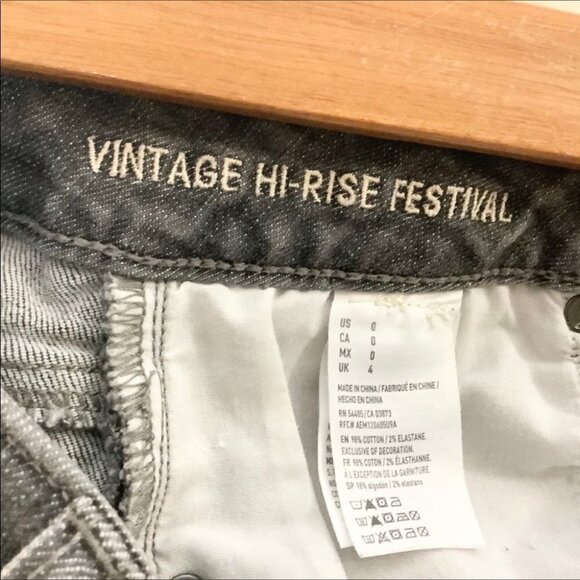 VINTAGE HI-RISE FESTIVAL
US 0
CA 0
MX 0
UK 4
MADE IN CHINA / FABRIQUÉ EN CHINE /
HECHO EN CHINA
RN 54485/CA 03873
RFC# AEM120605U9A
EN 98% COTTON / 2% ELASTANE.
EXCLUSIVE OF DECORATION.
FR 98% COTON / 2% ÉLASTHANNE.
À L'EXCEPTION DE LA GARNITURE
SP 98% algodón / 2% elastano